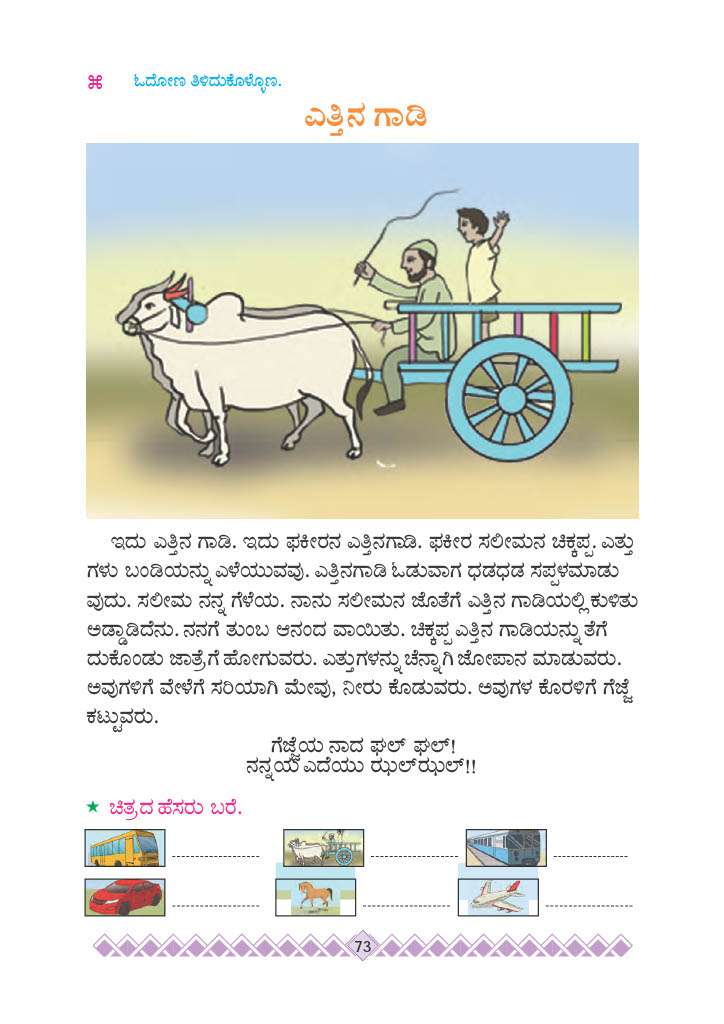 ⌘ ಓದೋಣ ತಿಳಿದುಕೊಳ್ಳೋಣ.
ಎತ್ತಿನ ಗಾಡಿ
ಇದು ಎತ್ತಿನ ಗಾಡಿ. ಇದು ಫಕೀರನ ಎತ್ತಿನಗಾಡಿ. ಫಕೀರ ಸಲೀಮನ ಚಿಕ್ಕಪ್ಪ. ಎತ್ತು
ಗಳು ಬಂಡಿಯನ್ನು ಎಳೆಯುವವು. ಎತ್ತಿನಗಾಡಿ ಓಡುವಾಗ ಧಡಧಡ ಸಪ್ಪಳಮಾಡು
ವುದು. ಸಲೀಮ ನನ್ನ ಗೆಳೆಯ. ನಾನು ಸಲೀಮನ ಜೊತೆಗೆ ಎತ್ತಿನ ಗಾಡಿಯಲ್ಲಿ ಕುಳಿತು
ಅಡ್ಡಾಡಿದೆನು. ನನಗೆ ತುಂಬ ಆನಂದ ವಾಯಿತು. ಚಿಕ್ಕಪ್ಪ ಎತ್ತಿನ ಗಾಡಿಯನ್ನು ತೆಗೆ
ದುಕೊಂಡು ಜಾತ್ರೆಗೆ ಹೋಗುವರು. ಎತ್ತುಗಳನ್ನು ಚೆನ್ನಾಗಿ ಜೋಪಾನ ಮಾಡುವರು.
ಅವುಗಳಿಗೆ ವೇಳೆಗೆ ಸರಿಯಾಗಿ ಮೇವು, ನೀರು ಕೊಡುವರು. ಅವುಗಳ ಕೊರಳಿಗೆ ಗೆಜ್ಜೆ
ಕಟ್ಟುವರು.
ಗೆಜ್ಜೆಯ ನಾದ ಘಲ್ ಘಲ್!
ನನ್ನಯ ಎದೆಯು ಝುಲ್‌ಝುಲ್!!
★ ಚಿತ್ರದ ಹೆಸರು ಬರೆ.
73